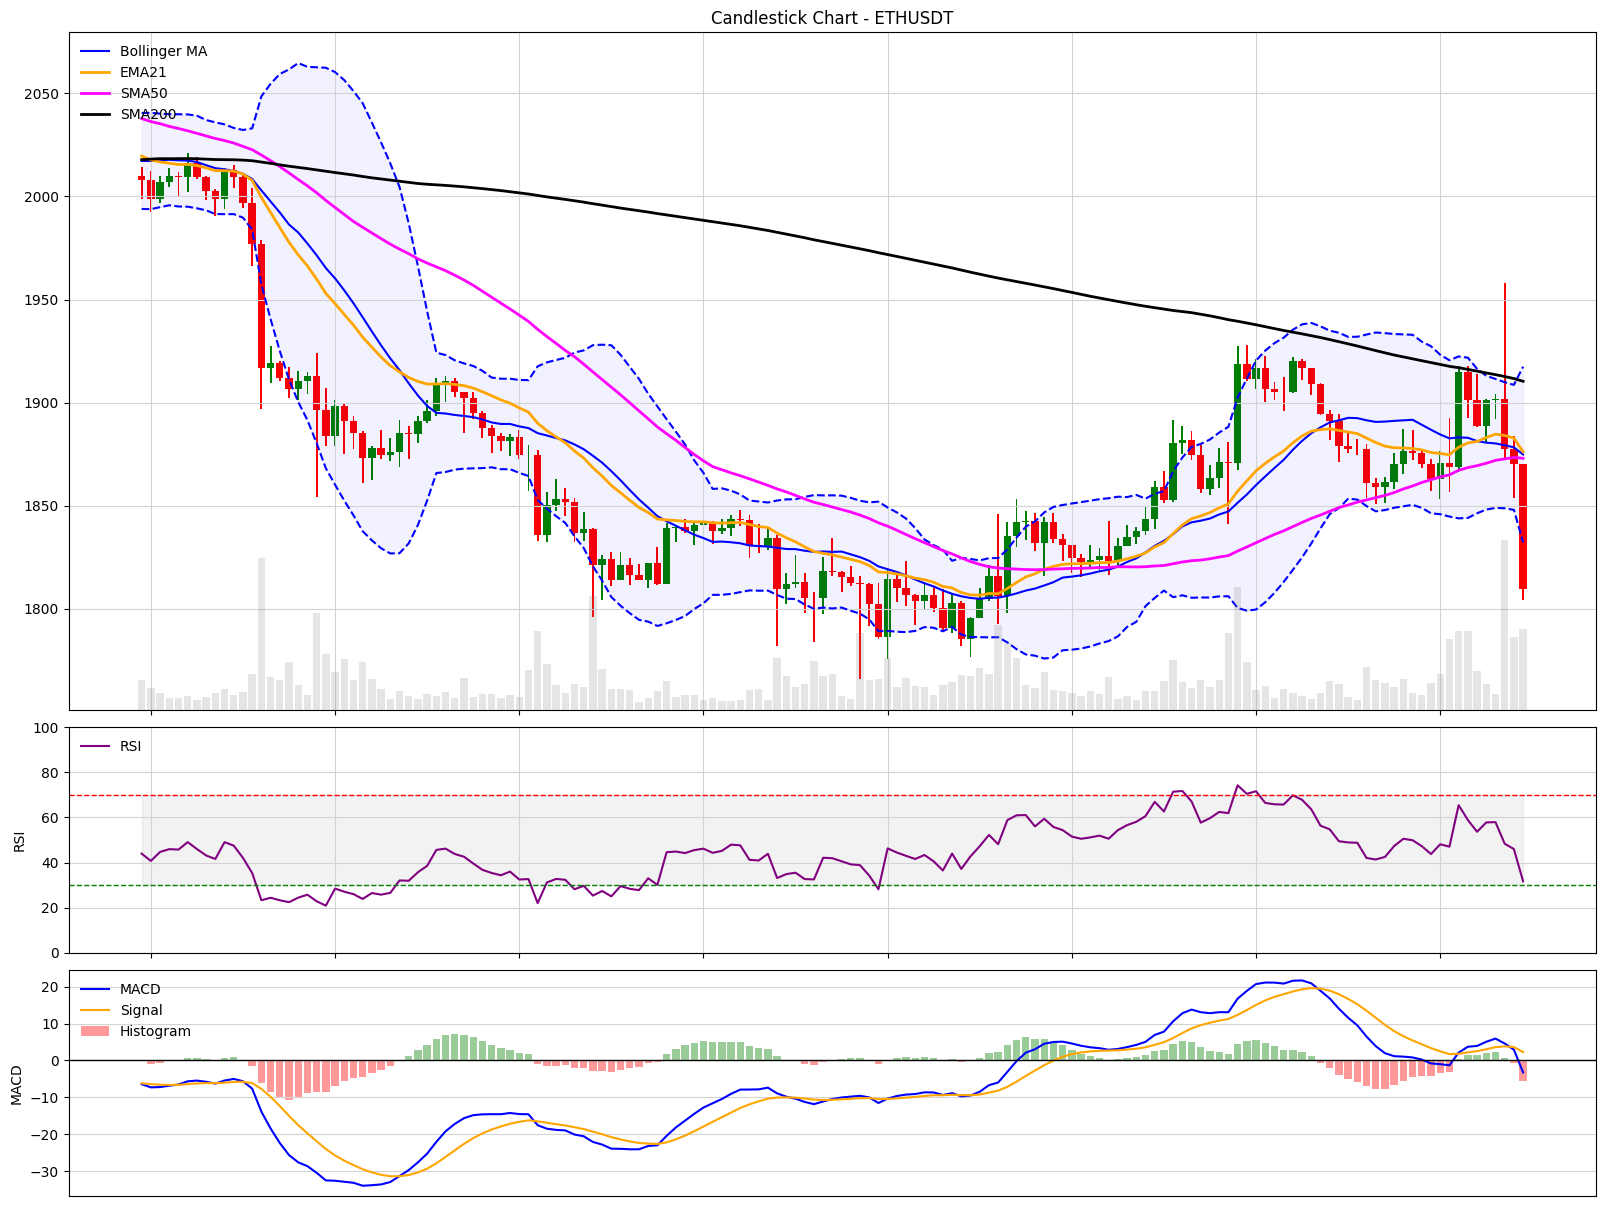 Candlestick Chart - ETHUSDT
Bollinger MA
EMA21
SMA50
SMA200
2050
2000
1950
1900
1850
1800
RSI
100
80
60
40
20
0
RSI
MACD
Signal
Histogram
20
10
0
−10
−20
−30
MACD